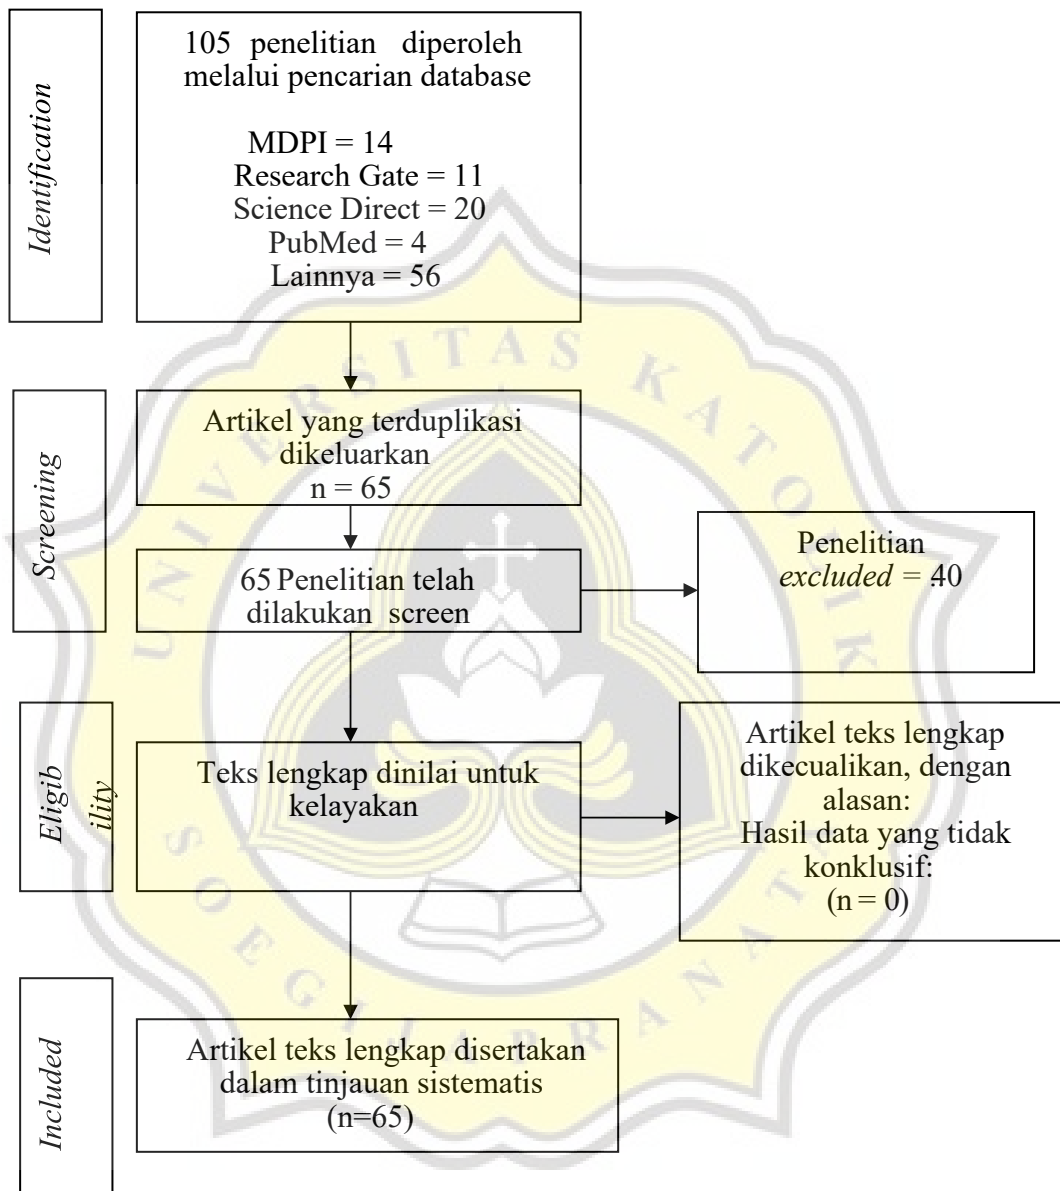 Identification
105 penelitian diperoleh
melalui pencarian database
MDPI = 14
Research Gate = 11
Science Direct = 20
PubMed = 4
Lainnya = 56
Screening
Artikel yang terduplikasi
dikeluarkan
n = 65
65 Penelitian telah
dilakukan screen
Penelitian
excluded = 40
Eligib
ility
Teks lengkap dinilai untuk
kelayakan
Artikel teks lengkap
dikecualikan, dengan
alasan:
Hasil data yang tidak
konklusif:
(n = 0)
Included
Artikel teks lengkap disertakan
dalam tinjauan sistematis
(n=65)
UNIVERSITAS KATOLIK
SOEGIJAPRANATA